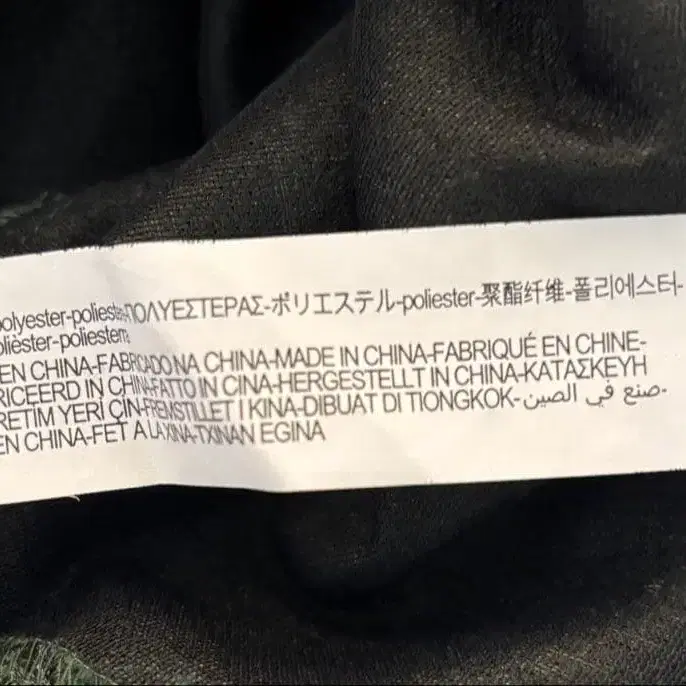 polyester-poliester-ΠΟΛΥΕΣΤΕΡΑΣ-ポリエステル-poliester-聚酯纤维-폴리에스터-
polièster-poliesterra
EN CHINA-FABRICADO NA CHINA-MADE IN CHINA-FABRIQUÉ EN CHINE-
RICEERD IN CHINA-FATTO IN CINA-HERGESTELLT IN CHINA-ΚΑΤΑΣΚΕΥΗ
RETIM YERİ ÇİN-FREMSTILLET I KINA-DIBUAT DI TIONGKOK-صنع في الصين-
EN CHINA-FET A LA XINA-TXINAN EGINA